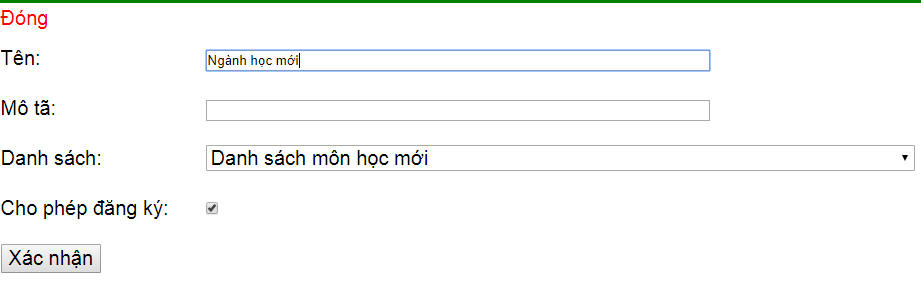 Đóng
Tên: Ngành học mới
Mô tã:
Danh sách: Danh sách môn học mới
Cho phép đăng ký:
Xác nhận